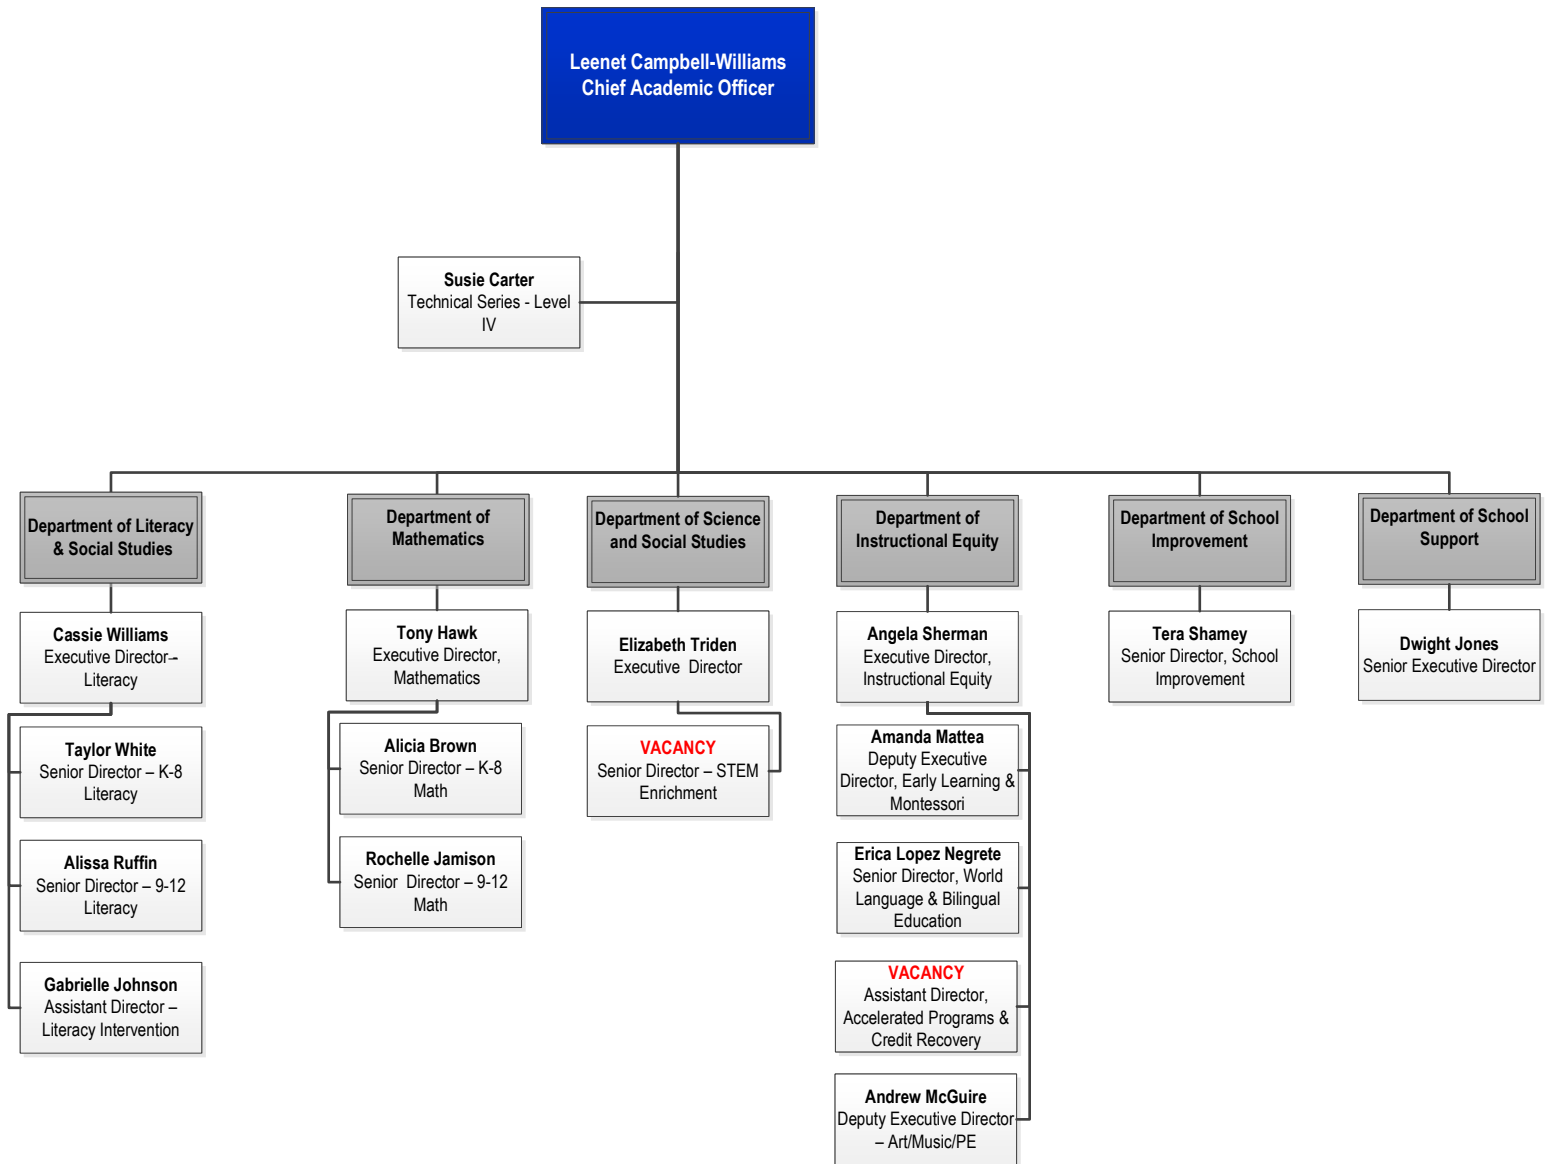 Leenet Campbell-Williams
Chief Academic Officer
Susie Carter
Technical Series - Level
IV
Department of Literacy
& Social Studies
Cassie Williams
Executive Director--
Literacy
Taylor White
Senior Director – K-8
Literacy
Alissa Ruffin
Senior Director – 9-12
Literacy
Gabrielle Johnson
Assistant Director –
Literacy Intervention
Department of
Mathematics
Tony Hawk
Executive Director,
Mathematics
Alicia Brown
Senior Director – K-8
Math
Rochelle Jamison
Senior Director – 9-12
Math
Department of Science
and Social Studies
Elizabeth Triden
Executive Director
VACANCY
Senior Director – STEM
Enrichment
Department of
Instructional Equity
Angela Sherman
Executive Director,
Instructional Equity
Amanda Mattea
Deputy Executive
Director, Early Learning &
Montessori
Erica Lopez Negrete
Senior Director, World
Language & Bilingual
Education
VACANCY
Assistant Director,
Accelerated Programs &
Credit Recovery
Andrew McGuire
Deputy Executive Director
– Art/Music/PE
Department of School
Improvement
Tera Shamey
Senior Director, School
Improvement
Department of School
Support
Dwight Jones
Senior Executive Director